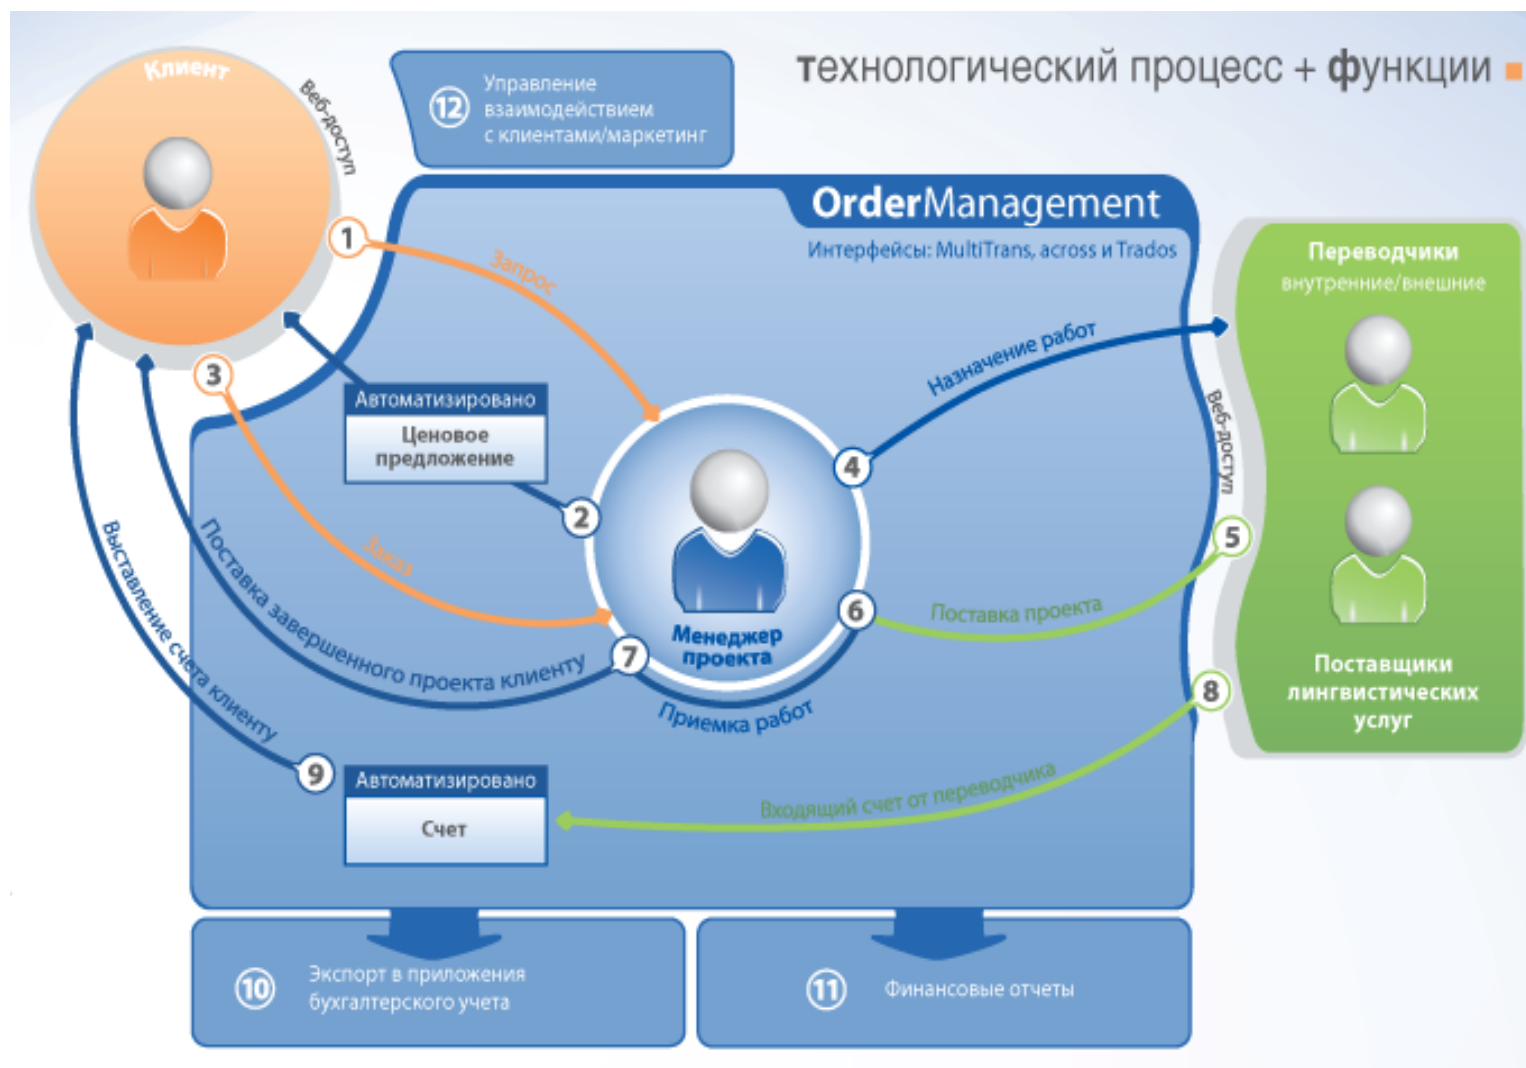 технологический процесс + функции
Клиент
Веб-доступ
12
Управление
взаимодействием
с клиентами/маркетинг
OrderManagement
Интерфейсы: MultiTrans, across и Trados
1
Запрос
Переводчики
внутренние/внешние
3
Автоматизировано
Ценовое
предложение
2
Назначение работ
4
Веб-доступ
5
Заказ
Поставка проекта
6
Менеджер
проекта
7
Поставка завершенного проекта клиенту
Приемка работ
Выставление счета клиенту
Поставщики
лингвистических
услуг
8
9
Автоматизировано
Счет
Входящий счет от переводчика
10
Экспорт в приложения
бухгалтерского учета
11
Финансовые отчеты